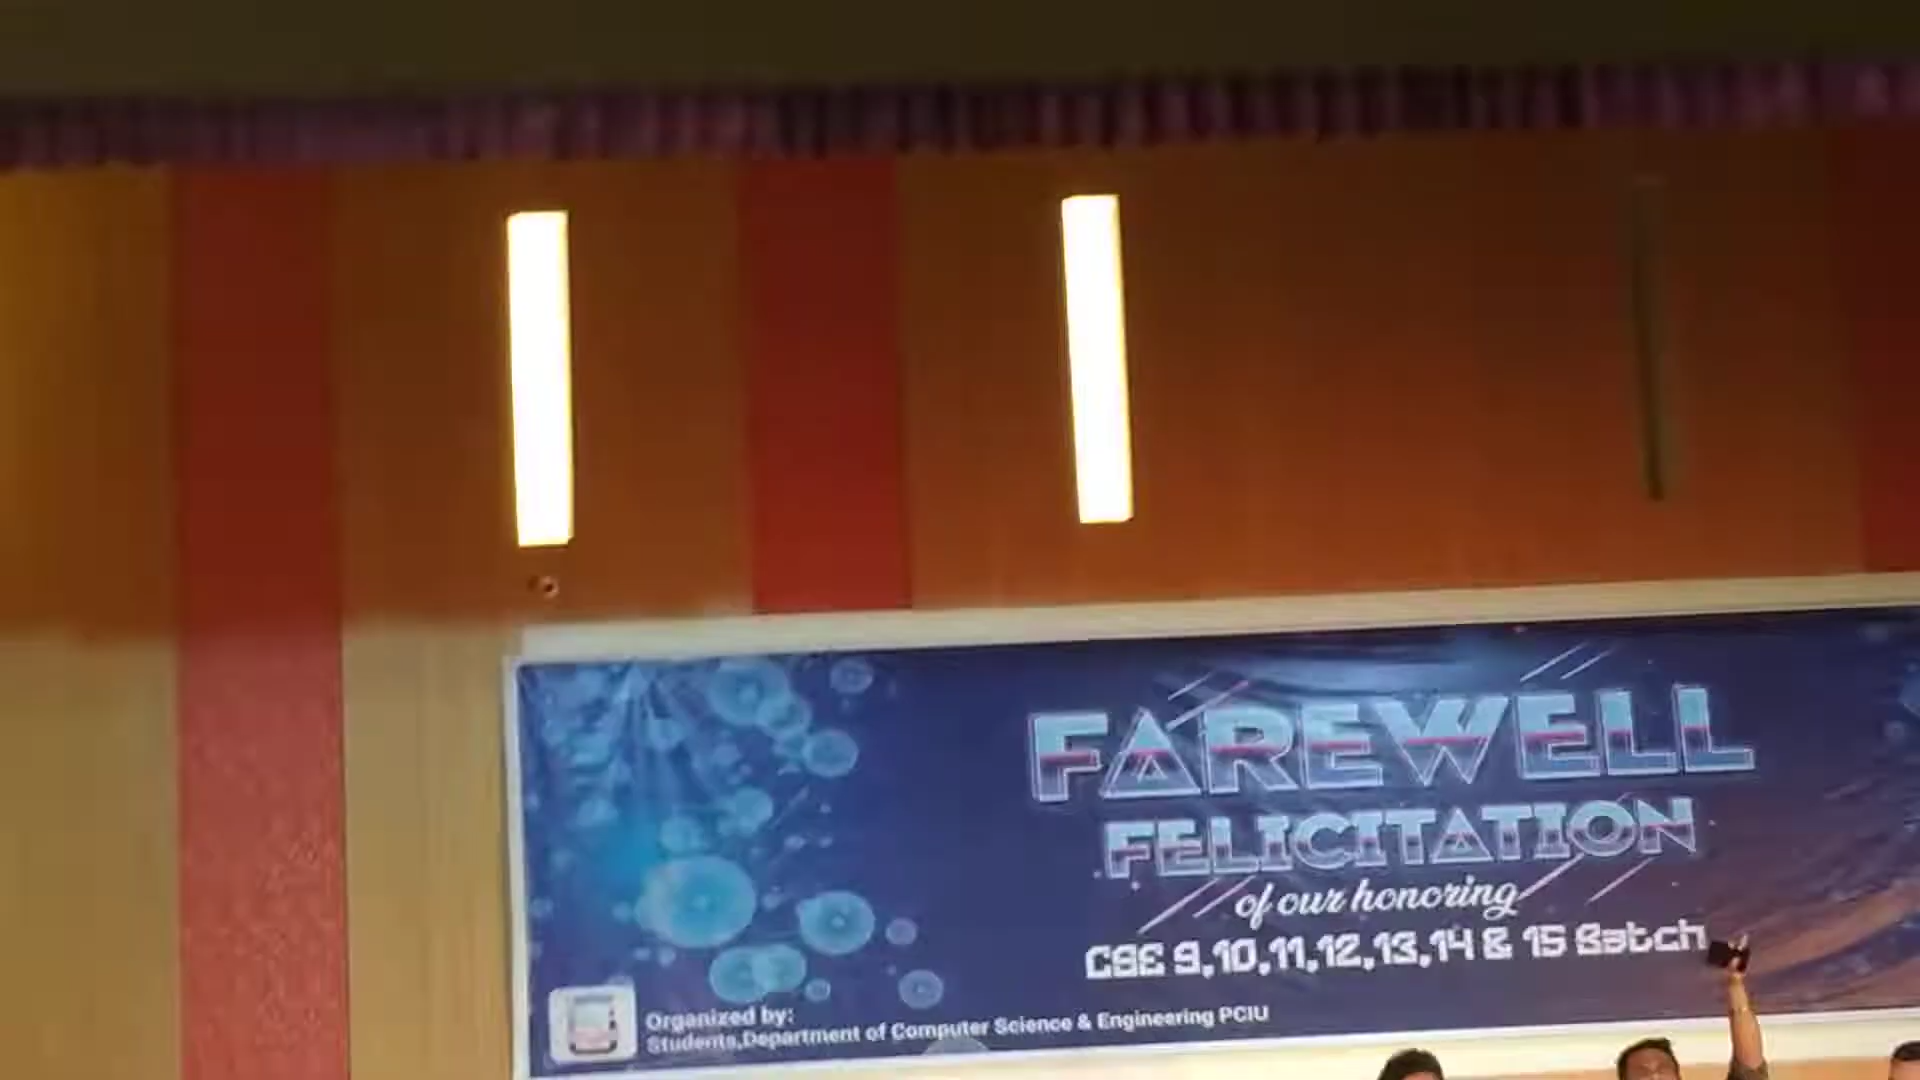 FAREWELL
FELICITATION
of our honoring
CSE 9,10,11,12,13,14 & 15 Batch
Organized by:
Students,Department of Computer Science & Engineering PCIU